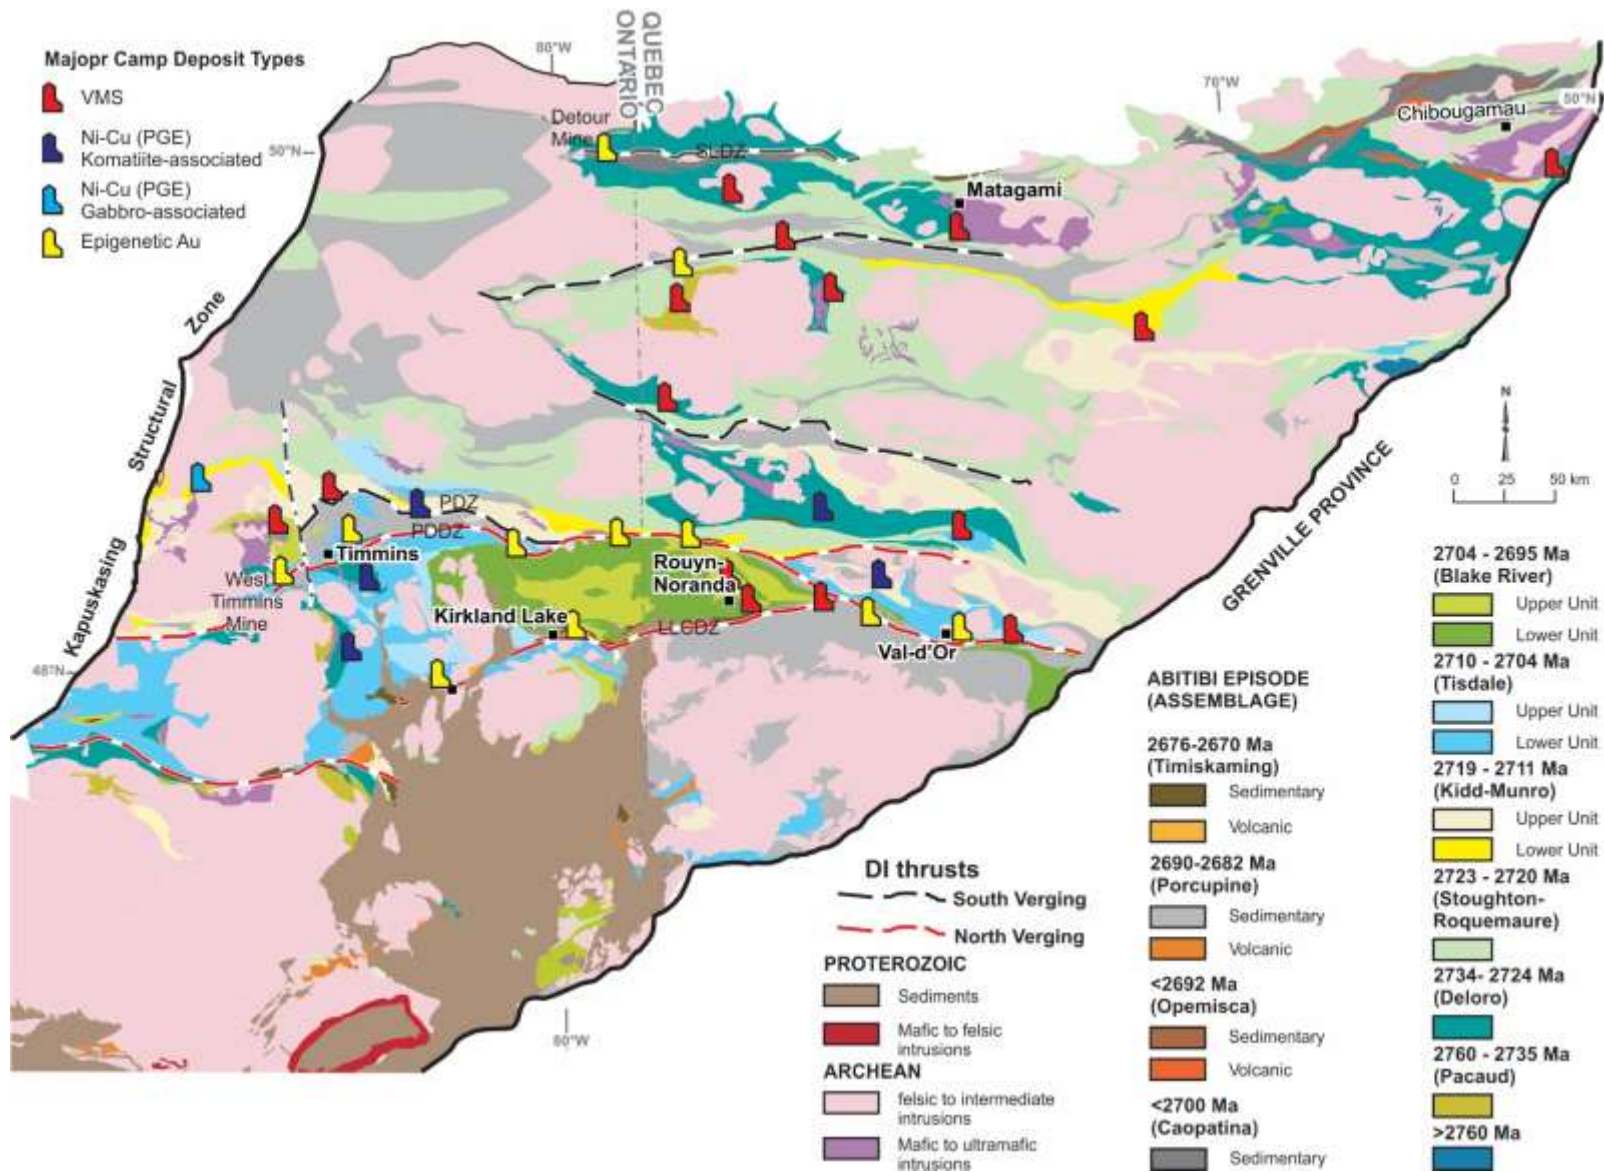 Majopr Camp Deposit Types
VMS
Ni-Cu (PGE)
Komatiite-associated
Ni-Cu (PGE)
Gabbro-associated
Epigenetic Au
80°W
QUEBEC
ONTARIO
Detour
Mine
50°N
SLDZ
Matagami
70°W
Chibougamau
50°N
Kapuskasing
Structural
Zone
GRENVILLE PROVINCE
N
0 25 50 km
PDZ
PDDZ
Timmins
West
Timmins
Mine
Rouyn-
Noranda
Kirkland Lake
LLCDZ
Val-d'Or
48°N
80°W
DI thrusts
South Verging
North Verging
PROTEROZOIC
Sediments
Mafic to felsic
intrusions
ARCHEAN
felsic to intermediate
intrusions
Mafic to ultramafic
intrusions
ABITIBI EPISODE
(ASSEMBLAGE)
2676-2670 Ma
(Timiskaming)
Sedimentary
Volcanic
2690-2682 Ma
(Porcupine)
Sedimentary
Volcanic
<2692 Ma
(Opemisca)
Sedimentary
Volcanic
<2700 Ma
(Caopatina)
Sedimentary
2704 - 2695 Ma
(Blake River)
Upper Unit
Lower Unit
2710 - 2704 Ma
(Tisdale)
Upper Unit
Lower Unit
2719 - 2711 Ma
(Kidd-Munro)
Upper Unit
Lower Unit
2723 - 2720 Ma
(Stoughton-
Roquemaure)
2734- 2724 Ma
(Deloro)
2760 - 2735 Ma
(Pacaud)
>2760 Ma